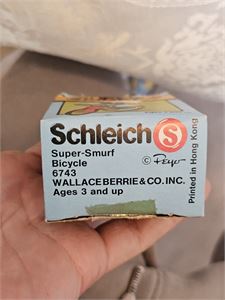 Schleich S
Super-Smurf
Bicycle
6743
© Peyo
WALLACE BERRIE & CO. INC.
Ages 3 and up
Printed in Hong Kong